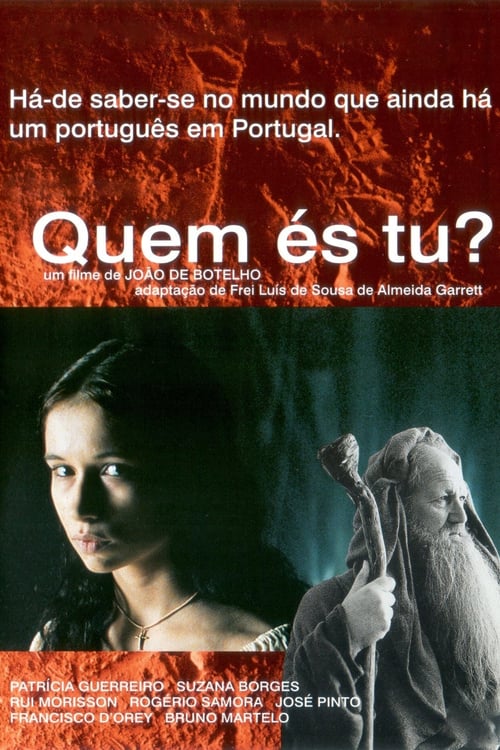 Há-de saber-se no mundo que ainda há
um português em Portugal.
Quem és tu?
um filme de JOÃO DE BOTELHO
adaptação de Frei Luís de Sousa de Almeida Garrett
PATRÍCIA GUERREIRO SUZANA BORGES
RUI MORISSON ROGÉRIO SAMORA JOSÉ PINTO
FRANCISCO D'OREY BRUNO MARTELO